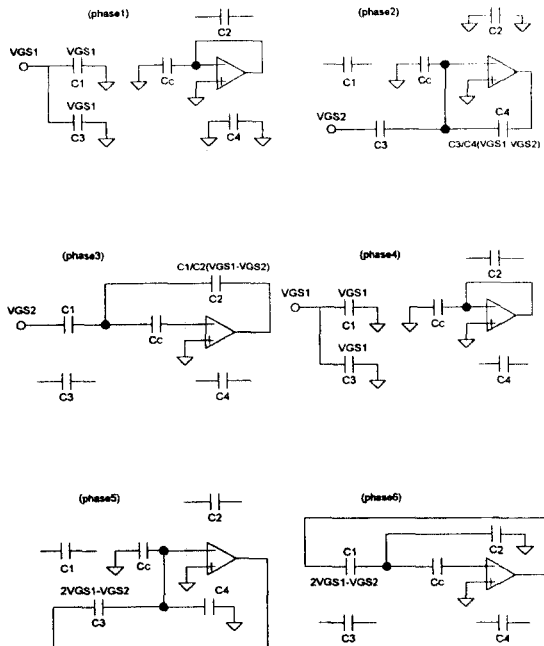 (phase1)
C2
VGS1
VGS1
C1
Cc
VGS1
C3
C4
(phase2)
C2
C1
Cc
C4
VGS2
C3
C3/C4(VGS1-VGS2)
(phase3)
C1/C2(VGS1-VGS2)
C2
VGS2
C1
Cc
C3
C4
(phase4)
C2
VGS1
VGS1
C1
Cc
VGS1
C3
C4
(phase5)
C2
C1
Cc
2VGS1-VGS2
C3
C4
(phase6)
C2
C1
2VGS1-VGS2
Cc
C3
C4